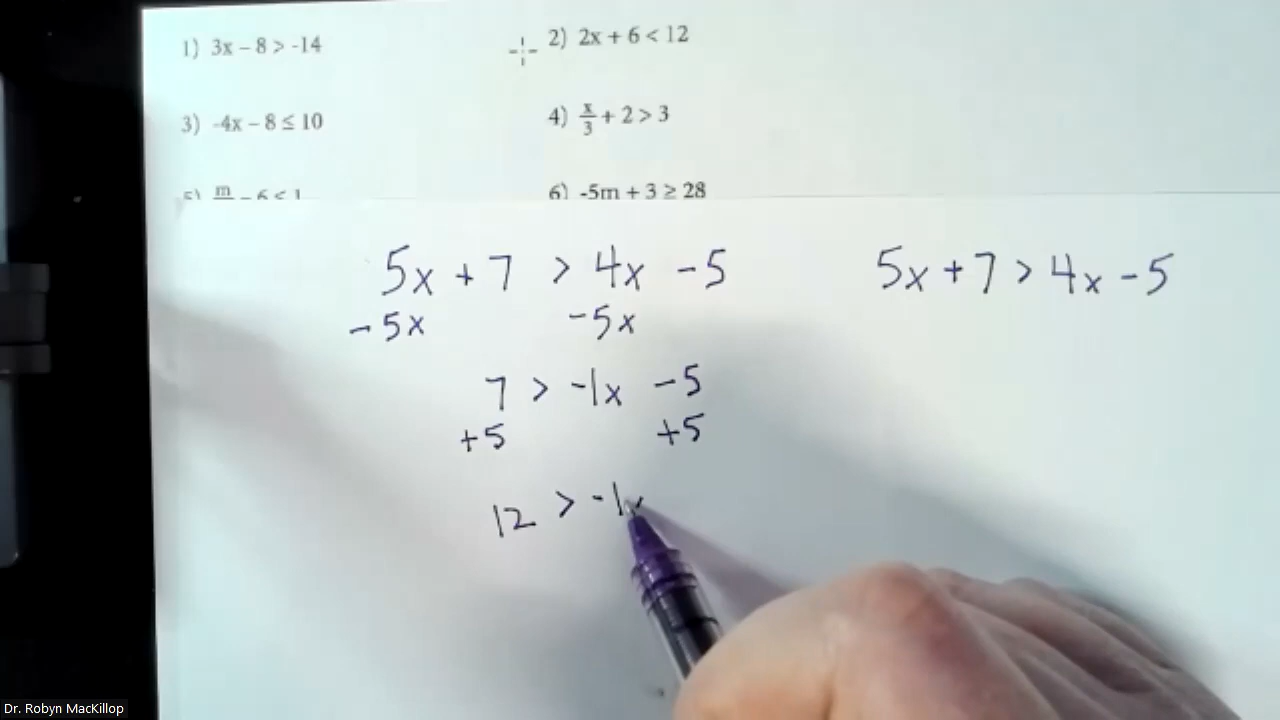 1) 3x – 8 > -14
2) 2x + 6 < 12
3) -4x – 8 ≤ 10
4) x/3 + 2 > 3
6) -5m + 3 ≥ 28
5x + 7 > 4x - 5
-5x -5x
7 > -1x - 5
+5 +5
12 > -1x
5x + 7 > 4x - 5
Dr. Robyn MacKillop